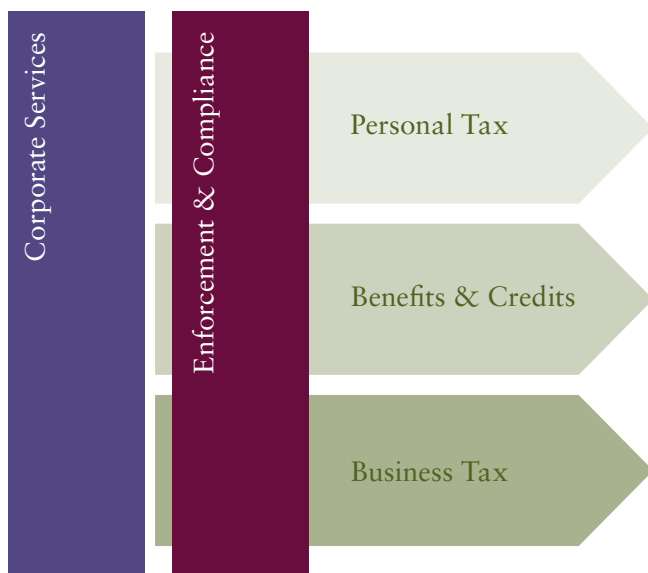 Corporate Services
Enforcement & Compliance
Personal Tax
Benefits & Credits
Business Tax